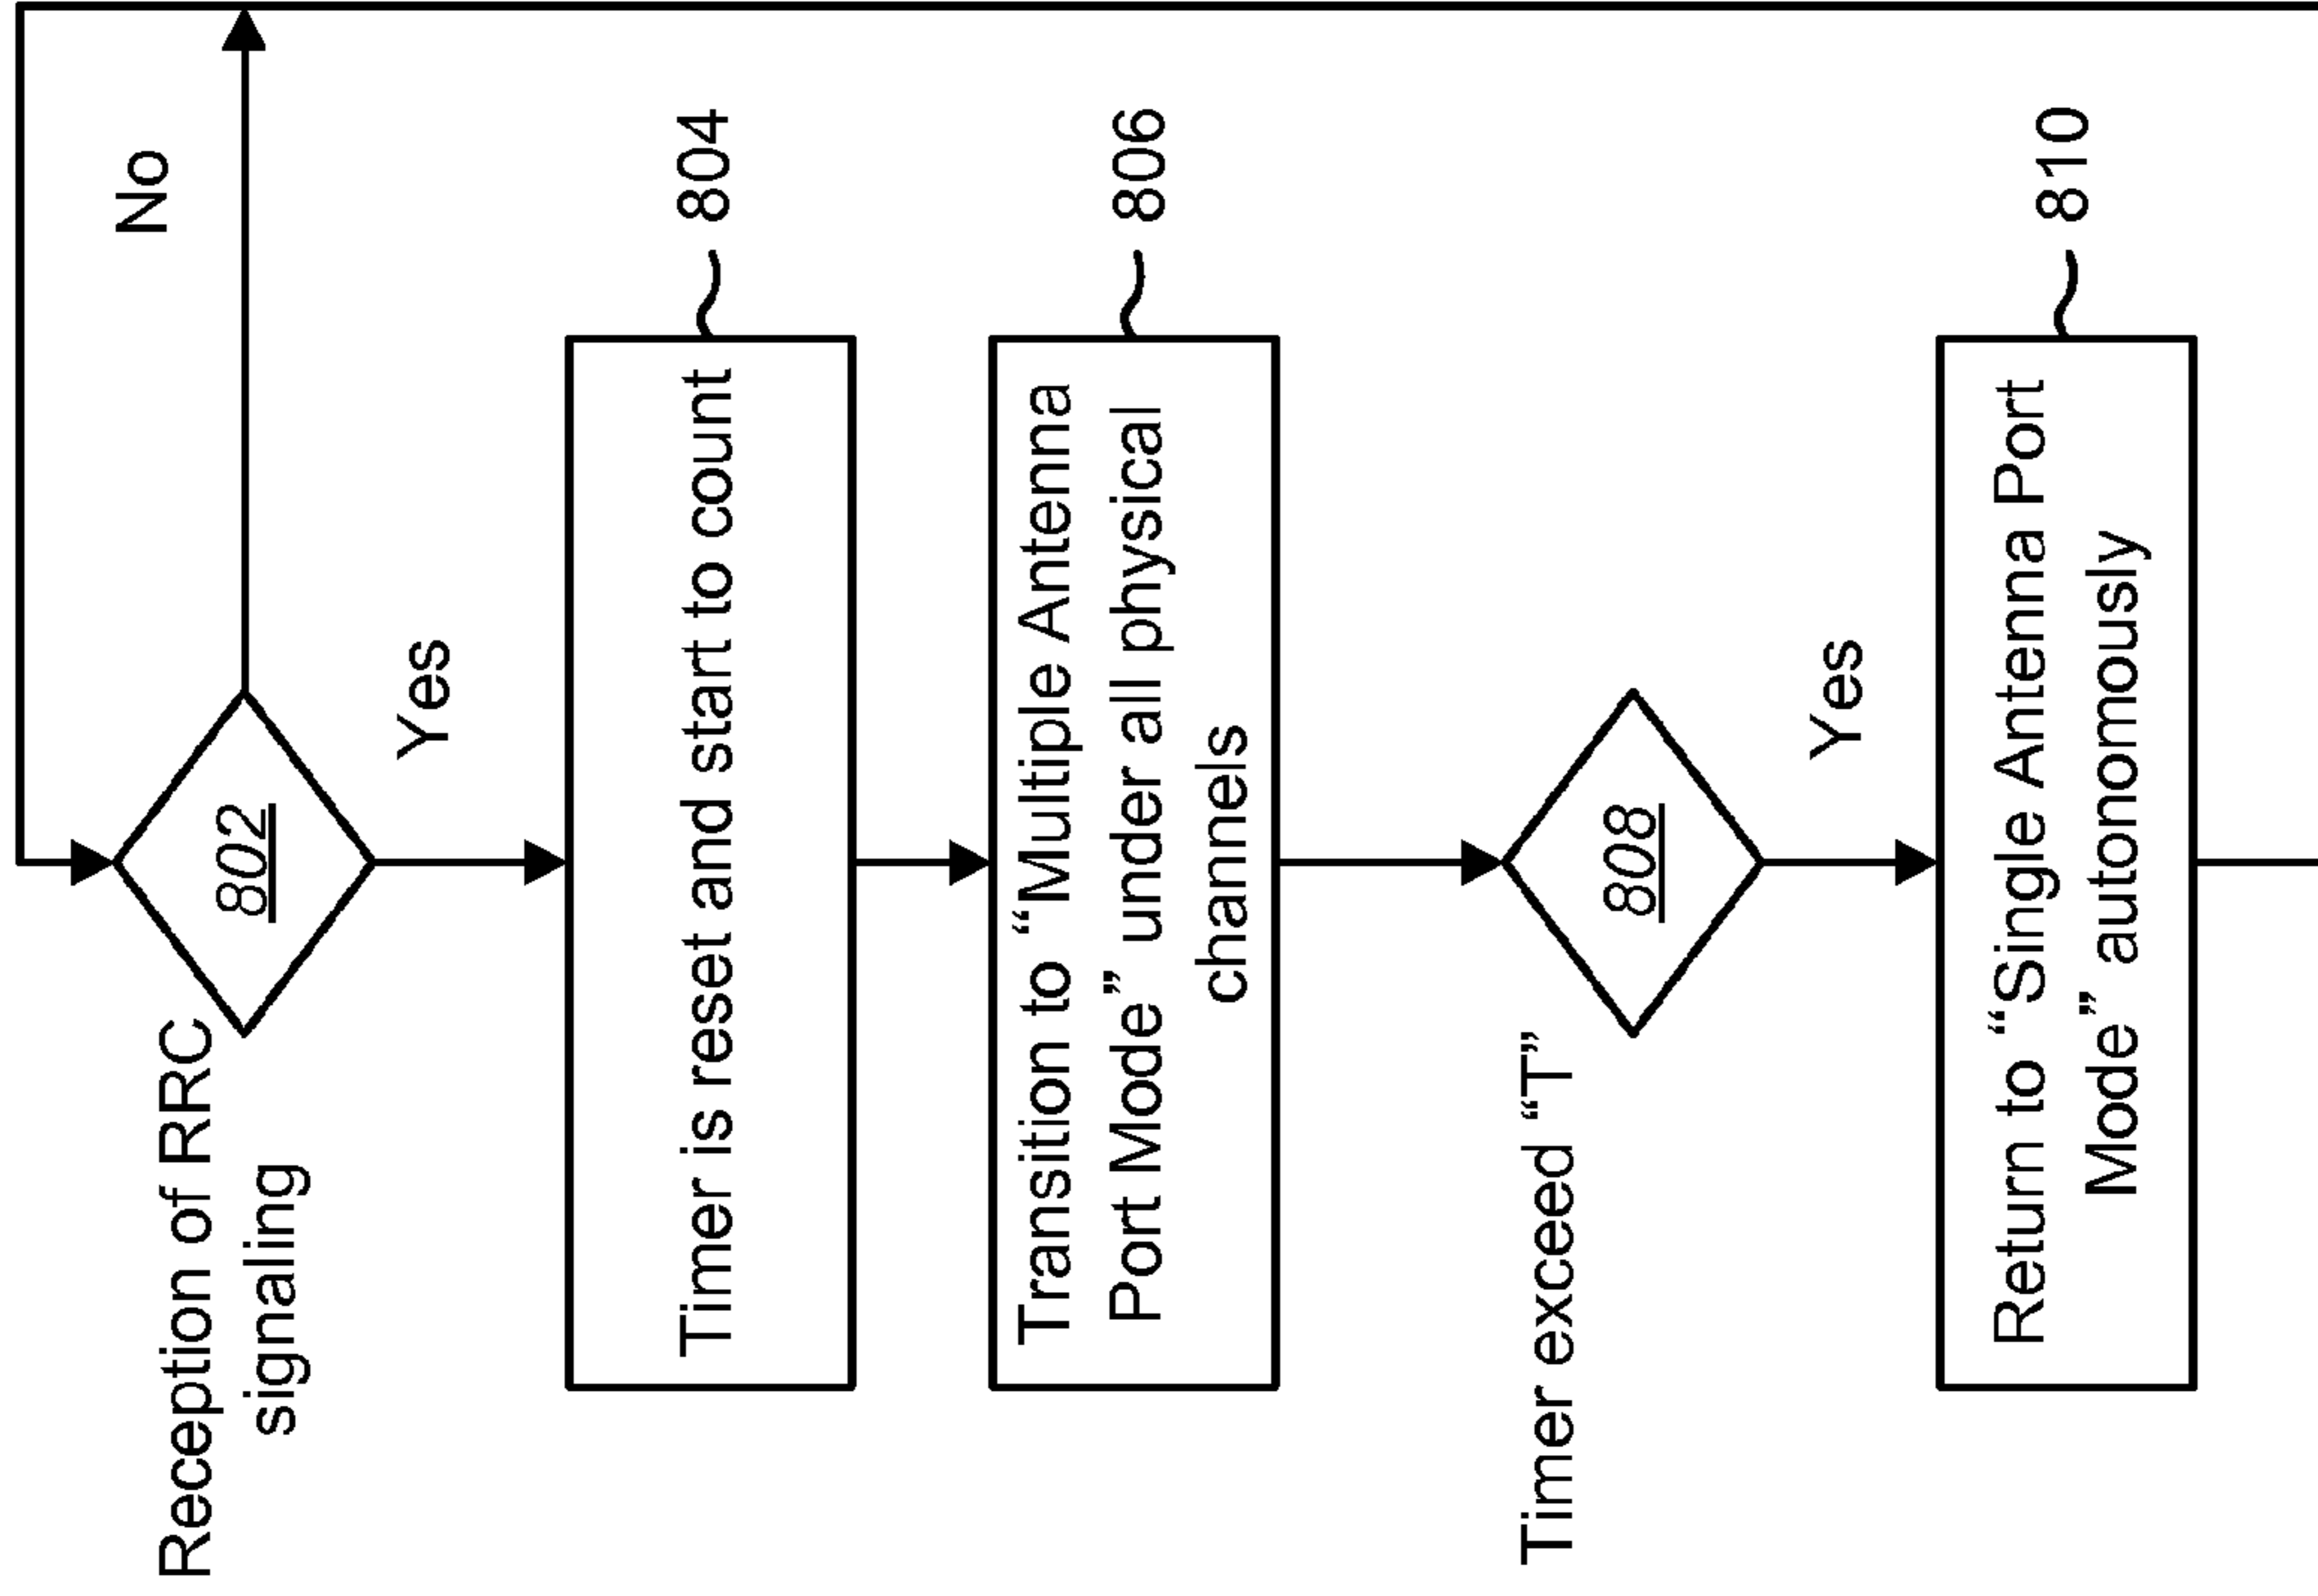 Reception of RRC
signaling
802
No
Yes
Timer is reset and start to count
804
Transition to “Multiple Antenna
Port Mode” under all physical
channels
806
Timer exceed “T”
808
Yes
Return to “Single Antenna Port
Mode” autonomously
810